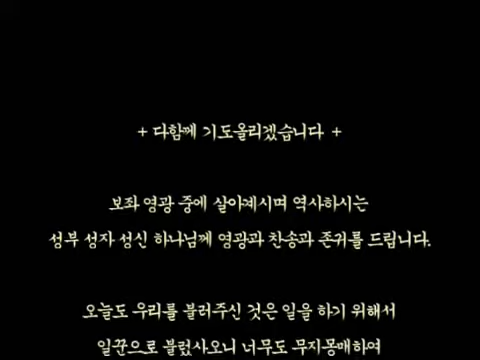 + 다함께 기도올리겠습니다 +
보좌 영광 중에 살아계시며 역사하시는
성부 성자 성신 하나님께 영광과 찬송과 존귀를 드립니다.
오늘도 우리를 불러주신 것은 일을 하기 위해서
일꾼으로 불렀사오니 너무도 무지몽매하여